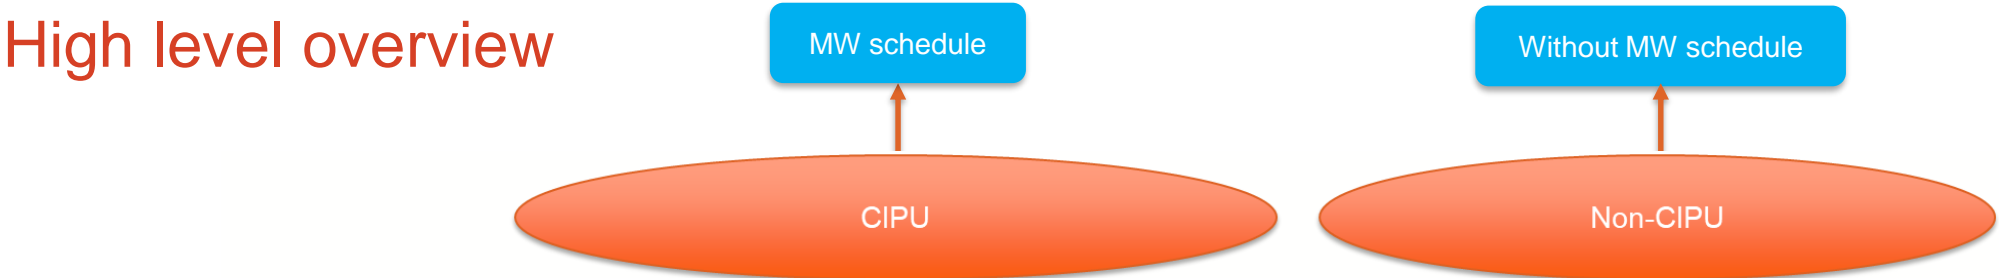 High level overview
MW schedule
Without MW schedule
CIPU
Non-CIPU